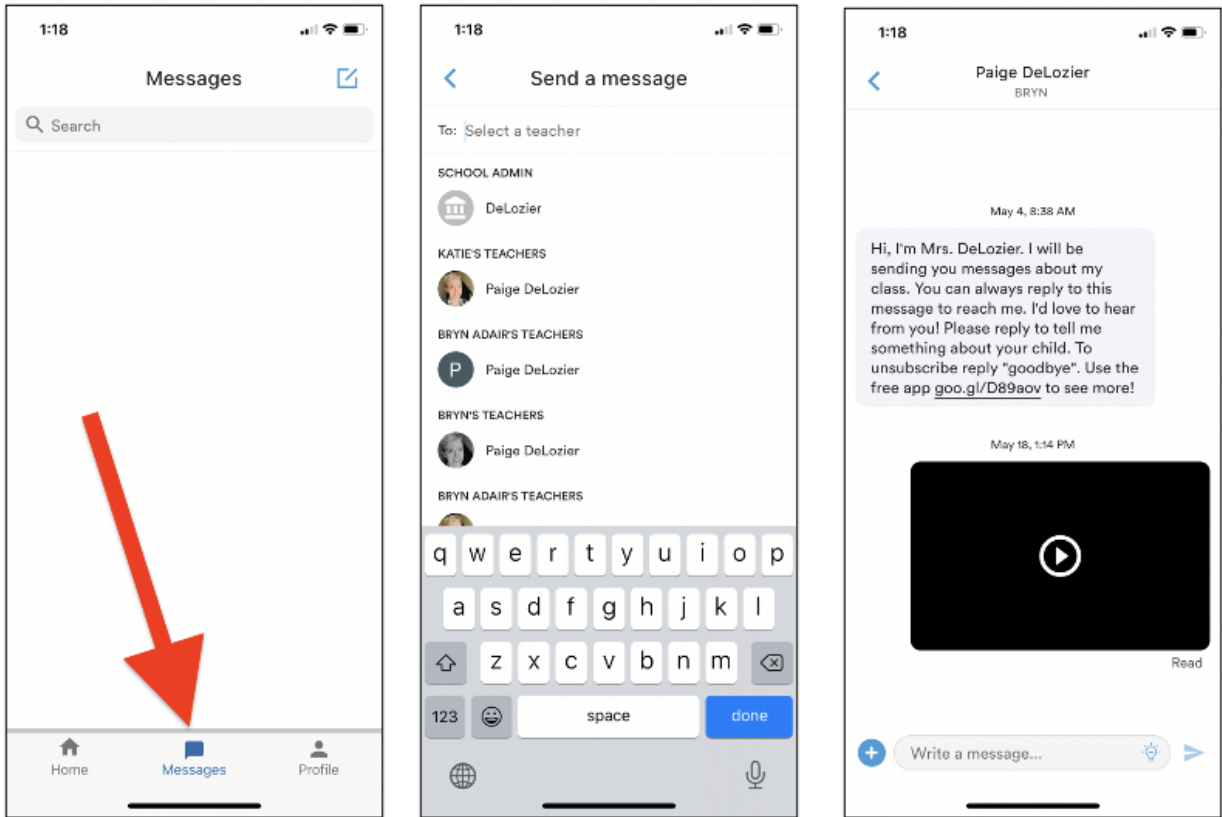 1:18
Messages
Search
Home
Messages
Profile
1:18
Send a message
To: Select a teacher
SCHOOL ADMIN
DeLozier
KATIE'S TEACHERS
Paige DeLozier
BRYN ADAIR'S TEACHERS
P
Paige DeLozier
BRYN'S TEACHERS
Paige DeLozier
BRYN ADAIR'S TEACHERS
q w e r t y u i o p
a s d f g h j k l
z x c v b n m
123 space done
1:18
Paige DeLozier
BRYN
May 4, 8:38 AM
Hi, I'm Mrs. DeLozier. I will be
sending you messages about my
class. You can always reply to this
message to reach me. I'd love to hear
from you! Please reply to tell me
something about your child. To
unsubscribe reply "goodbye". Use the
free app goo.gl/D89aov to see more!
May 18, 1:14 PM
Read
Write a message...